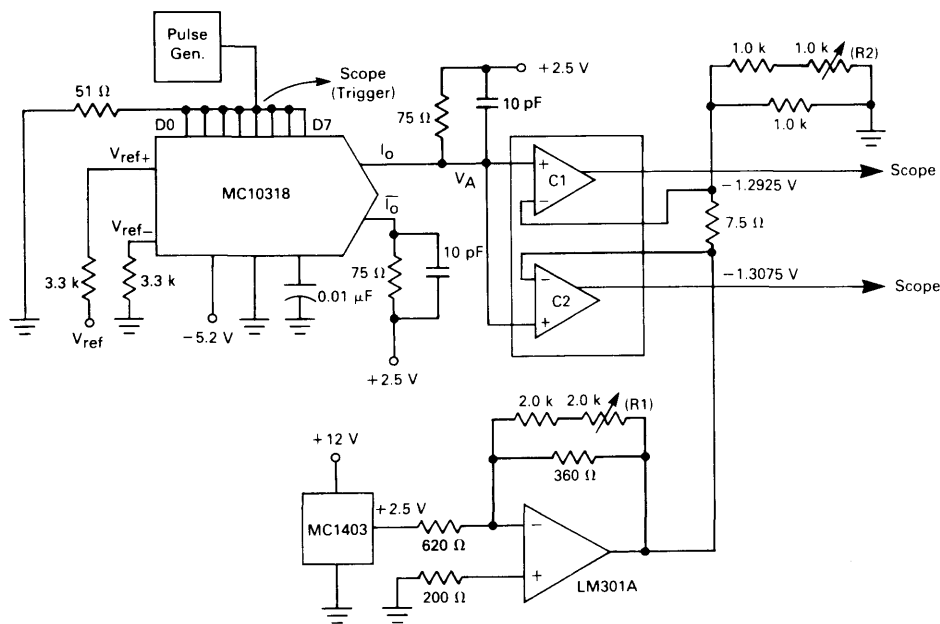 Pulse
Gen.
Scope
(Trigger)
51 Ω
D0
D7
+2.5 V
75 Ω
10 pF
1.0 k
1.0 k
(R2)
1.0 k
Vref+
MC10318
Io
VA
C1
+
−
Scope
−1.2925 V
7.5 Ω
Vref−
Io
3.3 k
3.3 k
Vref
−5.2 V
0.01 μF
75 Ω
10 pF
+2.5 V
−
C2
+
−1.3075 V
Scope
2.0 k
2.0 k
(R1)
360 Ω
+12 V
MC1403
+2.5 V
620 Ω
−
+
200 Ω
LM301A